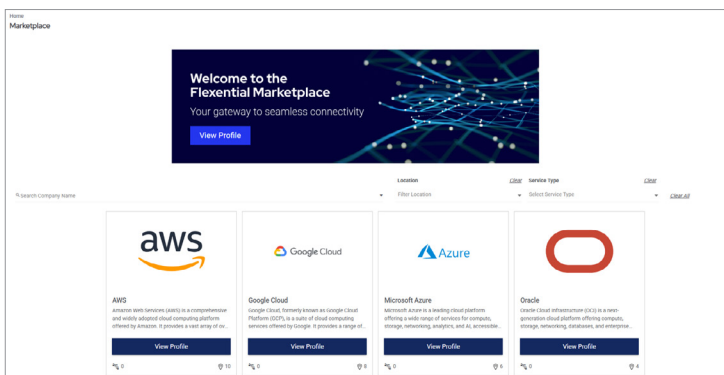 Home
Marketplace
Welcome to the
Flexential Marketplace
Your gateway to seamless connectivity
View Profile
Location
Clear
Service Type
Clear
Search Company Name
Filter Location
Select Service Type
Clear All
aws
Google Cloud
Azure
AWS
Amazon Web Services (AWS) is a comprehensive
and widely adopted cloud computing platform
offered by Amazon. It provides a vast array of ov...
View Profile
0
10
Google Cloud
Google Cloud, formerly known as Google Cloud
Platform (GCP), is a suite of cloud computing
services offered by Google. It provides a range of...
View Profile
0
8
Microsoft Azure
Microsoft Azure is a leading cloud platform
offering a wide range of services for compute,
storage, networking, analytics, and AI, accessible...
View Profile
0
6
Oracle
Oracle Cloud Infrastructure (OCI) is a next-
generation cloud platform offering compute,
storage, networking, databases, and enterprise...
View Profile
0
4